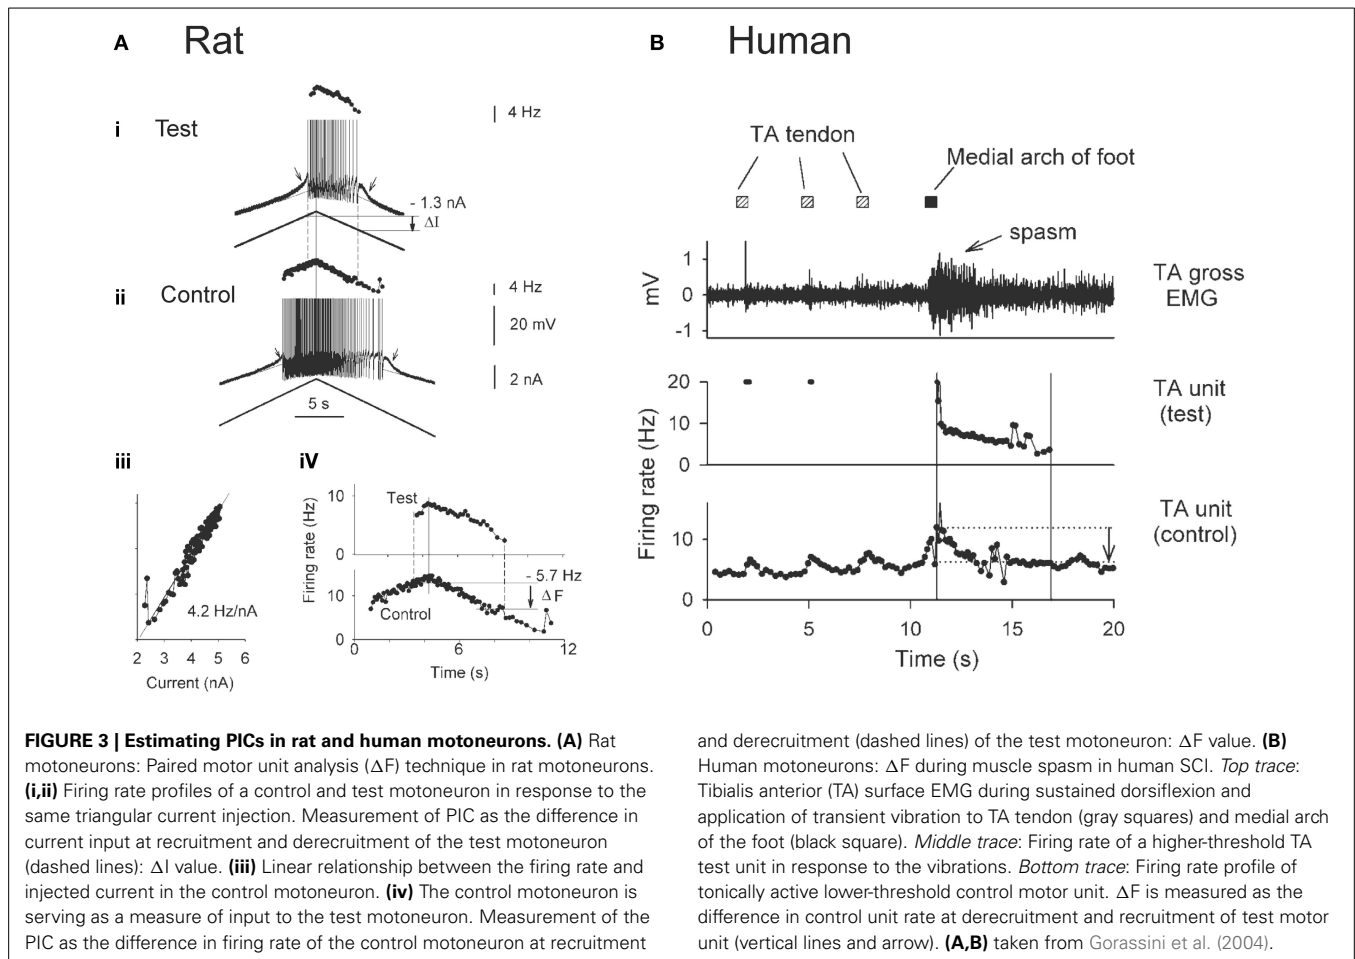 A Rat
4 Hz
i Test
- 1.3 nA
ΔI
ii Control
4 Hz
20 mV
2 nA
5 s
iii
4.2 Hz/nA
2 3 4 5 6
Current (nA)
iV
Firing rate (Hz)
10
0
Test
10
0
Control
- 5.7 Hz
ΔF
0 6 12
Time (s)
B Human
TA tendon
Medial arch of foot
spasm
mV
1
0
-1
TA gross
EMG
Firing rate (Hz)
20
10
0
TA unit
(test)
10
0
TA unit
(control)
0 5 10 15 20
Time (s)
FIGURE 3 | Estimating PICs in rat and human motoneurons. (A) Rat
motoneurons: Paired motor unit analysis (ΔF) technique in rat motoneurons.
(i,ii) Firing rate profiles of a control and test motoneuron in response to the
same triangular current injection. Measurement of PIC as the difference in
current input at recruitment and derecruitment of the test motoneuron
(dashed lines): ΔI value. (iii) Linear relationship between the firing rate and
injected current in the control motoneuron. (iv) The control motoneuron is
serving as a measure of input to the test motoneuron. Measurement of the
PIC as the difference in firing rate of the control motoneuron at recruitment
and derecruitment (dashed lines) of the test motoneuron: ΔF value. (B)
Human motoneurons: ΔF during muscle spasm in human SCI. Top trace:
Tibialis anterior (TA) surface EMG during sustained dorsiflexion and
application of transient vibration to TA tendon (gray squares) and medial arch
of the foot (black square). Middle trace: Firing rate of a higher-threshold TA
test unit in response to the vibrations. Bottom trace: Firing rate profile of
tonically active lower-threshold control motor unit. ΔF is measured as the
difference in control unit rate at derecruitment and recruitment of test motor
unit (vertical lines and arrow). (A,B) taken from Gorassini et al. (2004).